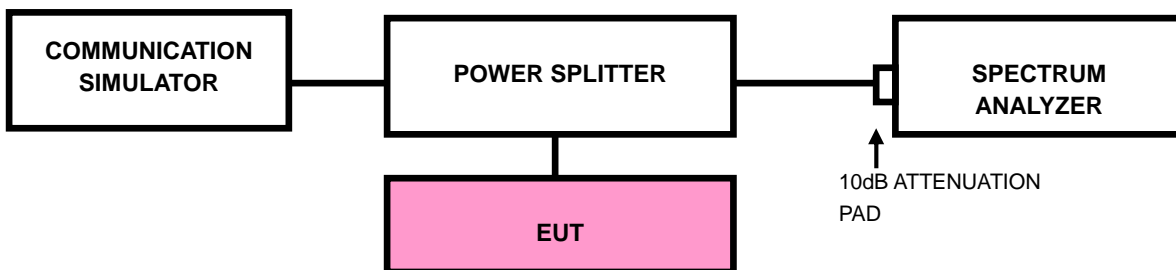 COMMUNICATION
SIMULATOR
POWER SPLITTER
SPECTRUM
ANALYZER
10dB ATTENUATION
PAD
EUT